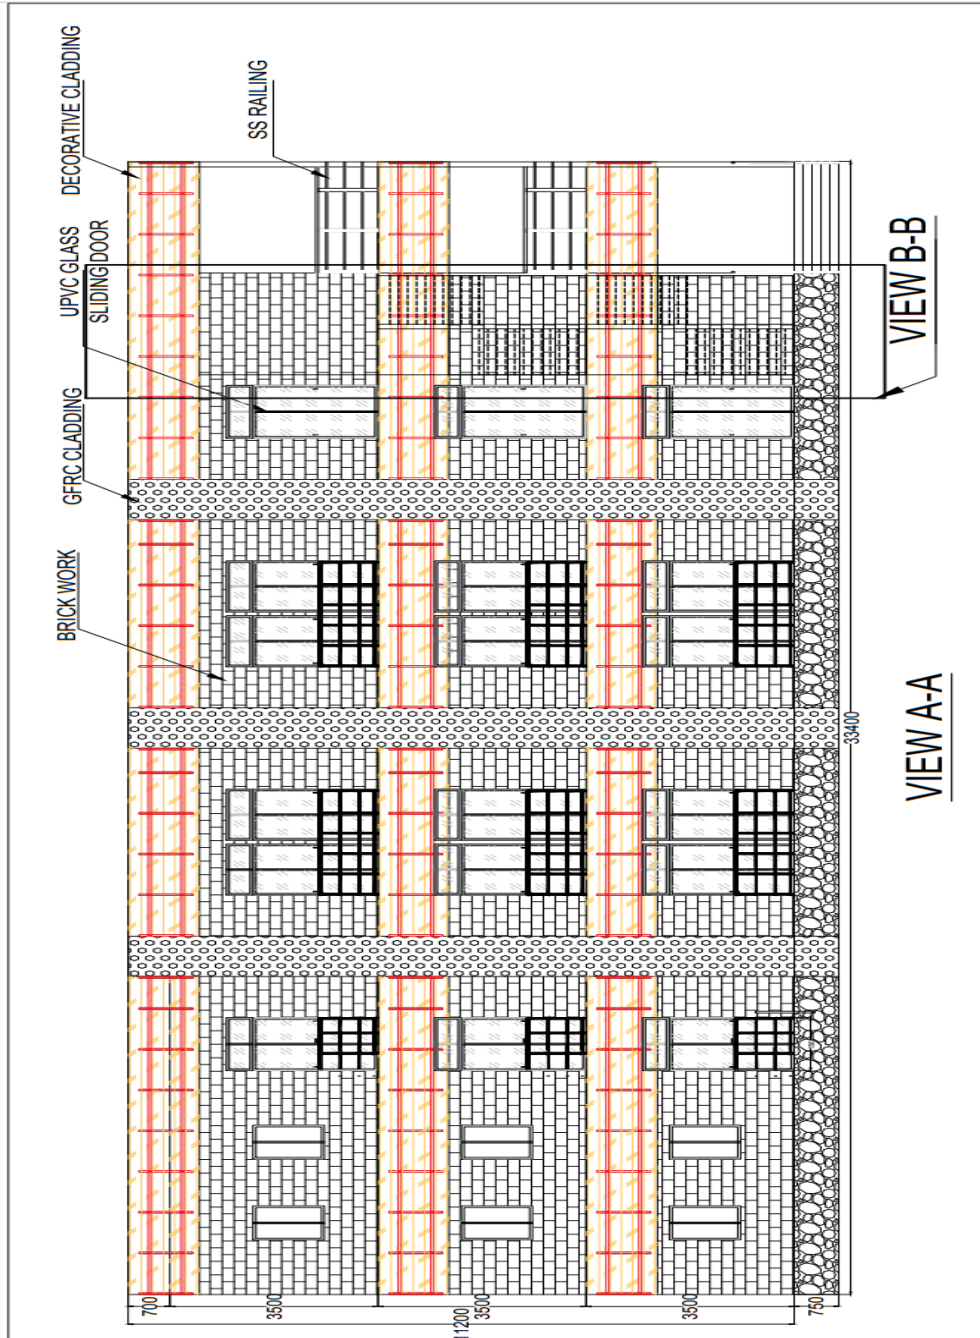 DECORATIVE CLADDING
SS RAILING
UPVC GLASS
SLIDING DOOR
GFRC CLADDING
BRICK WORK
VIEW B-B
VIEW A-A
33400
700
3500
3500
3500
750
11200